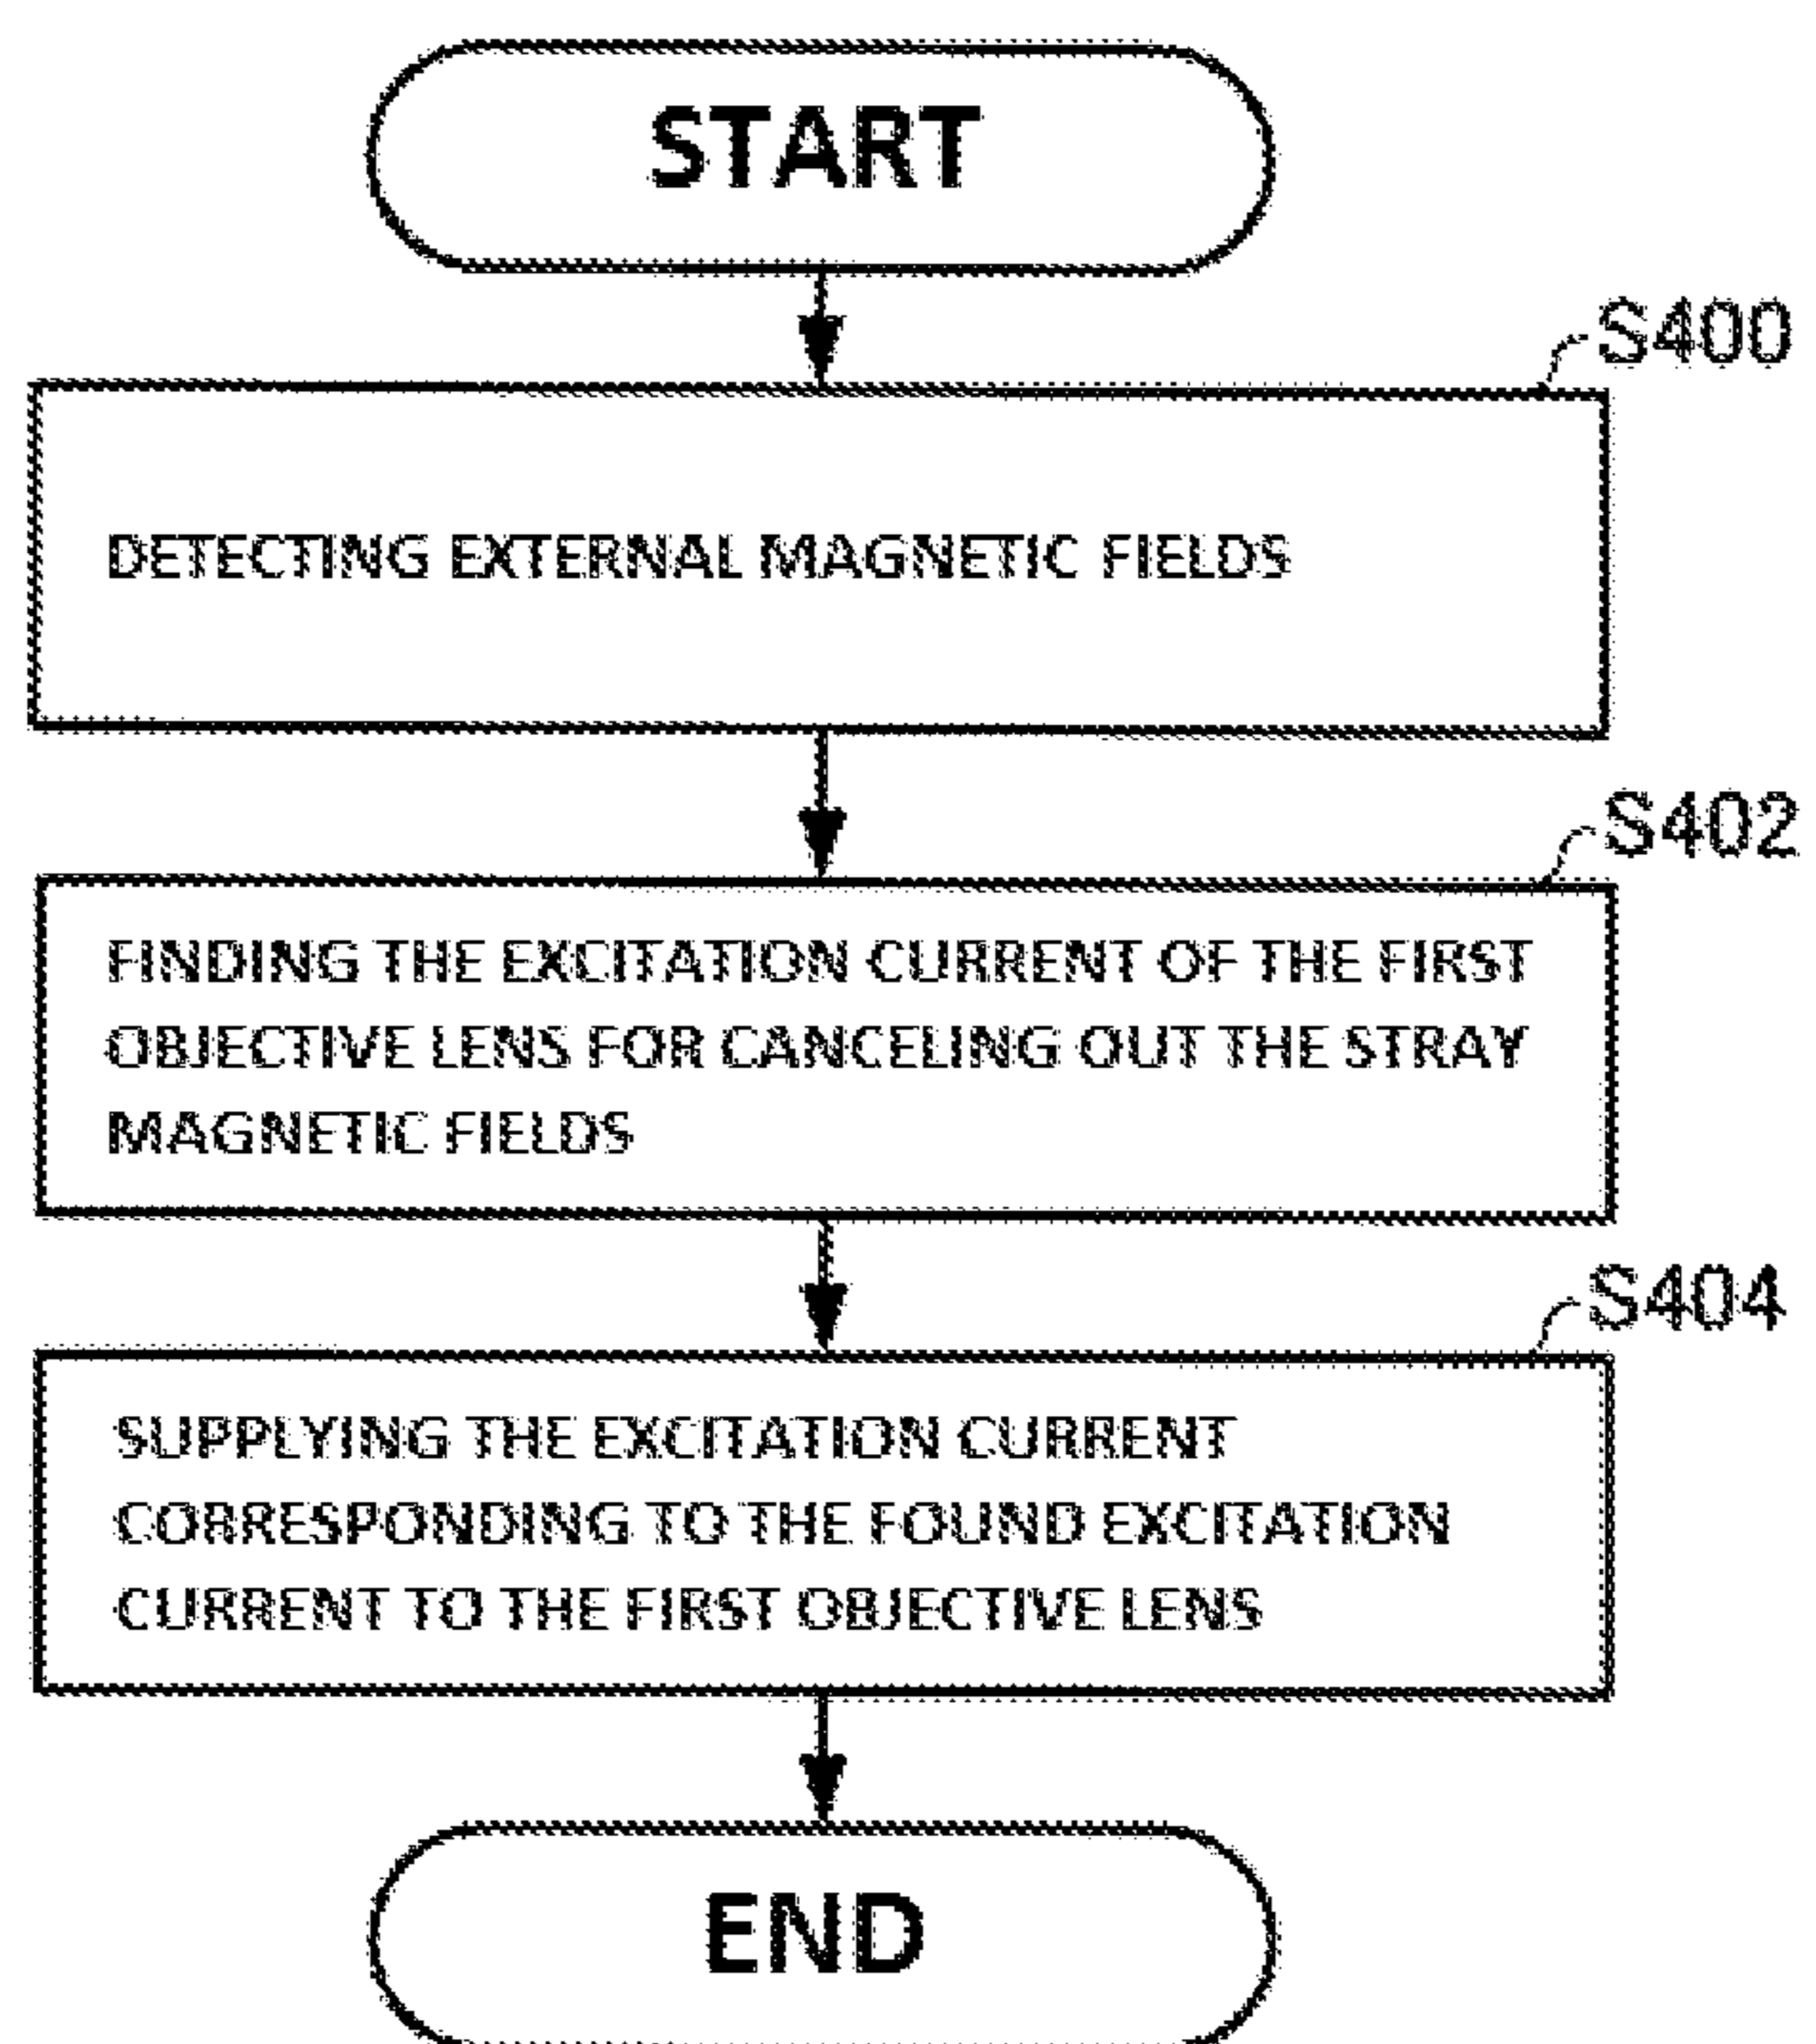 START
S400
DETECTING EXTERNAL MAGNETIC FIELDS
S402
FINDING THE EXCITATION CURRENT OF THE FIRST
OBJECTIVE LENS FOR CANCELING OUT THE STRAY
MAGNETIC FIELDS
S404
SUPPLYING THE EXCITATION CURRENT
CORRESPONDING TO THE FOUND EXCITATION
CURRENT TO THE FIRST OBJECTIVE LENS
END